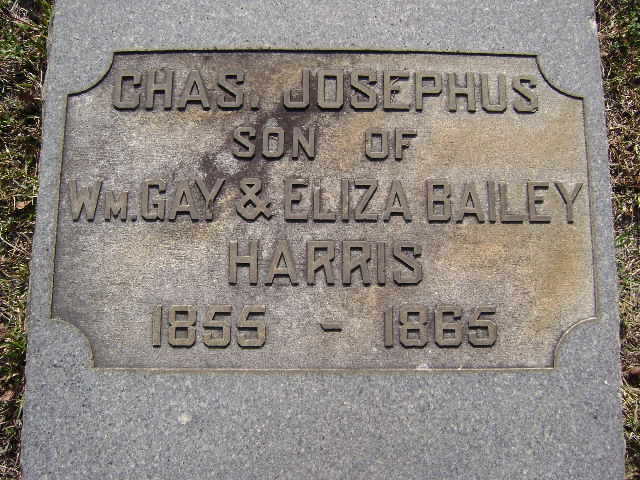 CHAS. JOSEPHUS
SON OF
WM. GAY & ELIZA BAILEY
HARRIS
1855 - 1865